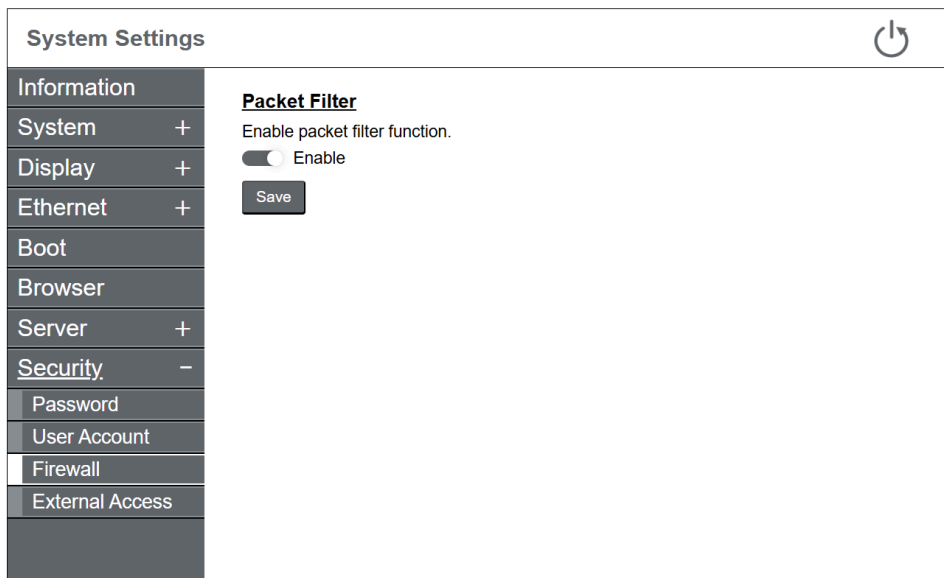 System Settings
Information
System +
Display +
Ethernet +
Boot
Browser
Server +
Security −
Password
User Account
Firewall
External Access
Packet Filter
Enable packet filter function.
Enable
Save